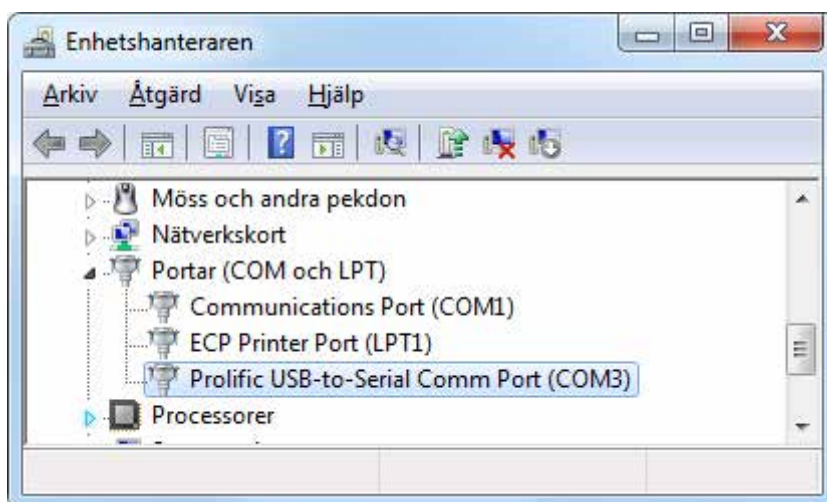 Enhetshanteraren
Arkiv Åtgärd Visa Hjälp
Möss och andra pekdon
Nätverkskort
Portar (COM och LPT)
Communications Port (COM1)
ECP Printer Port (LPT1)
Prolific USB-to-Serial Comm Port (COM3)
Processorer